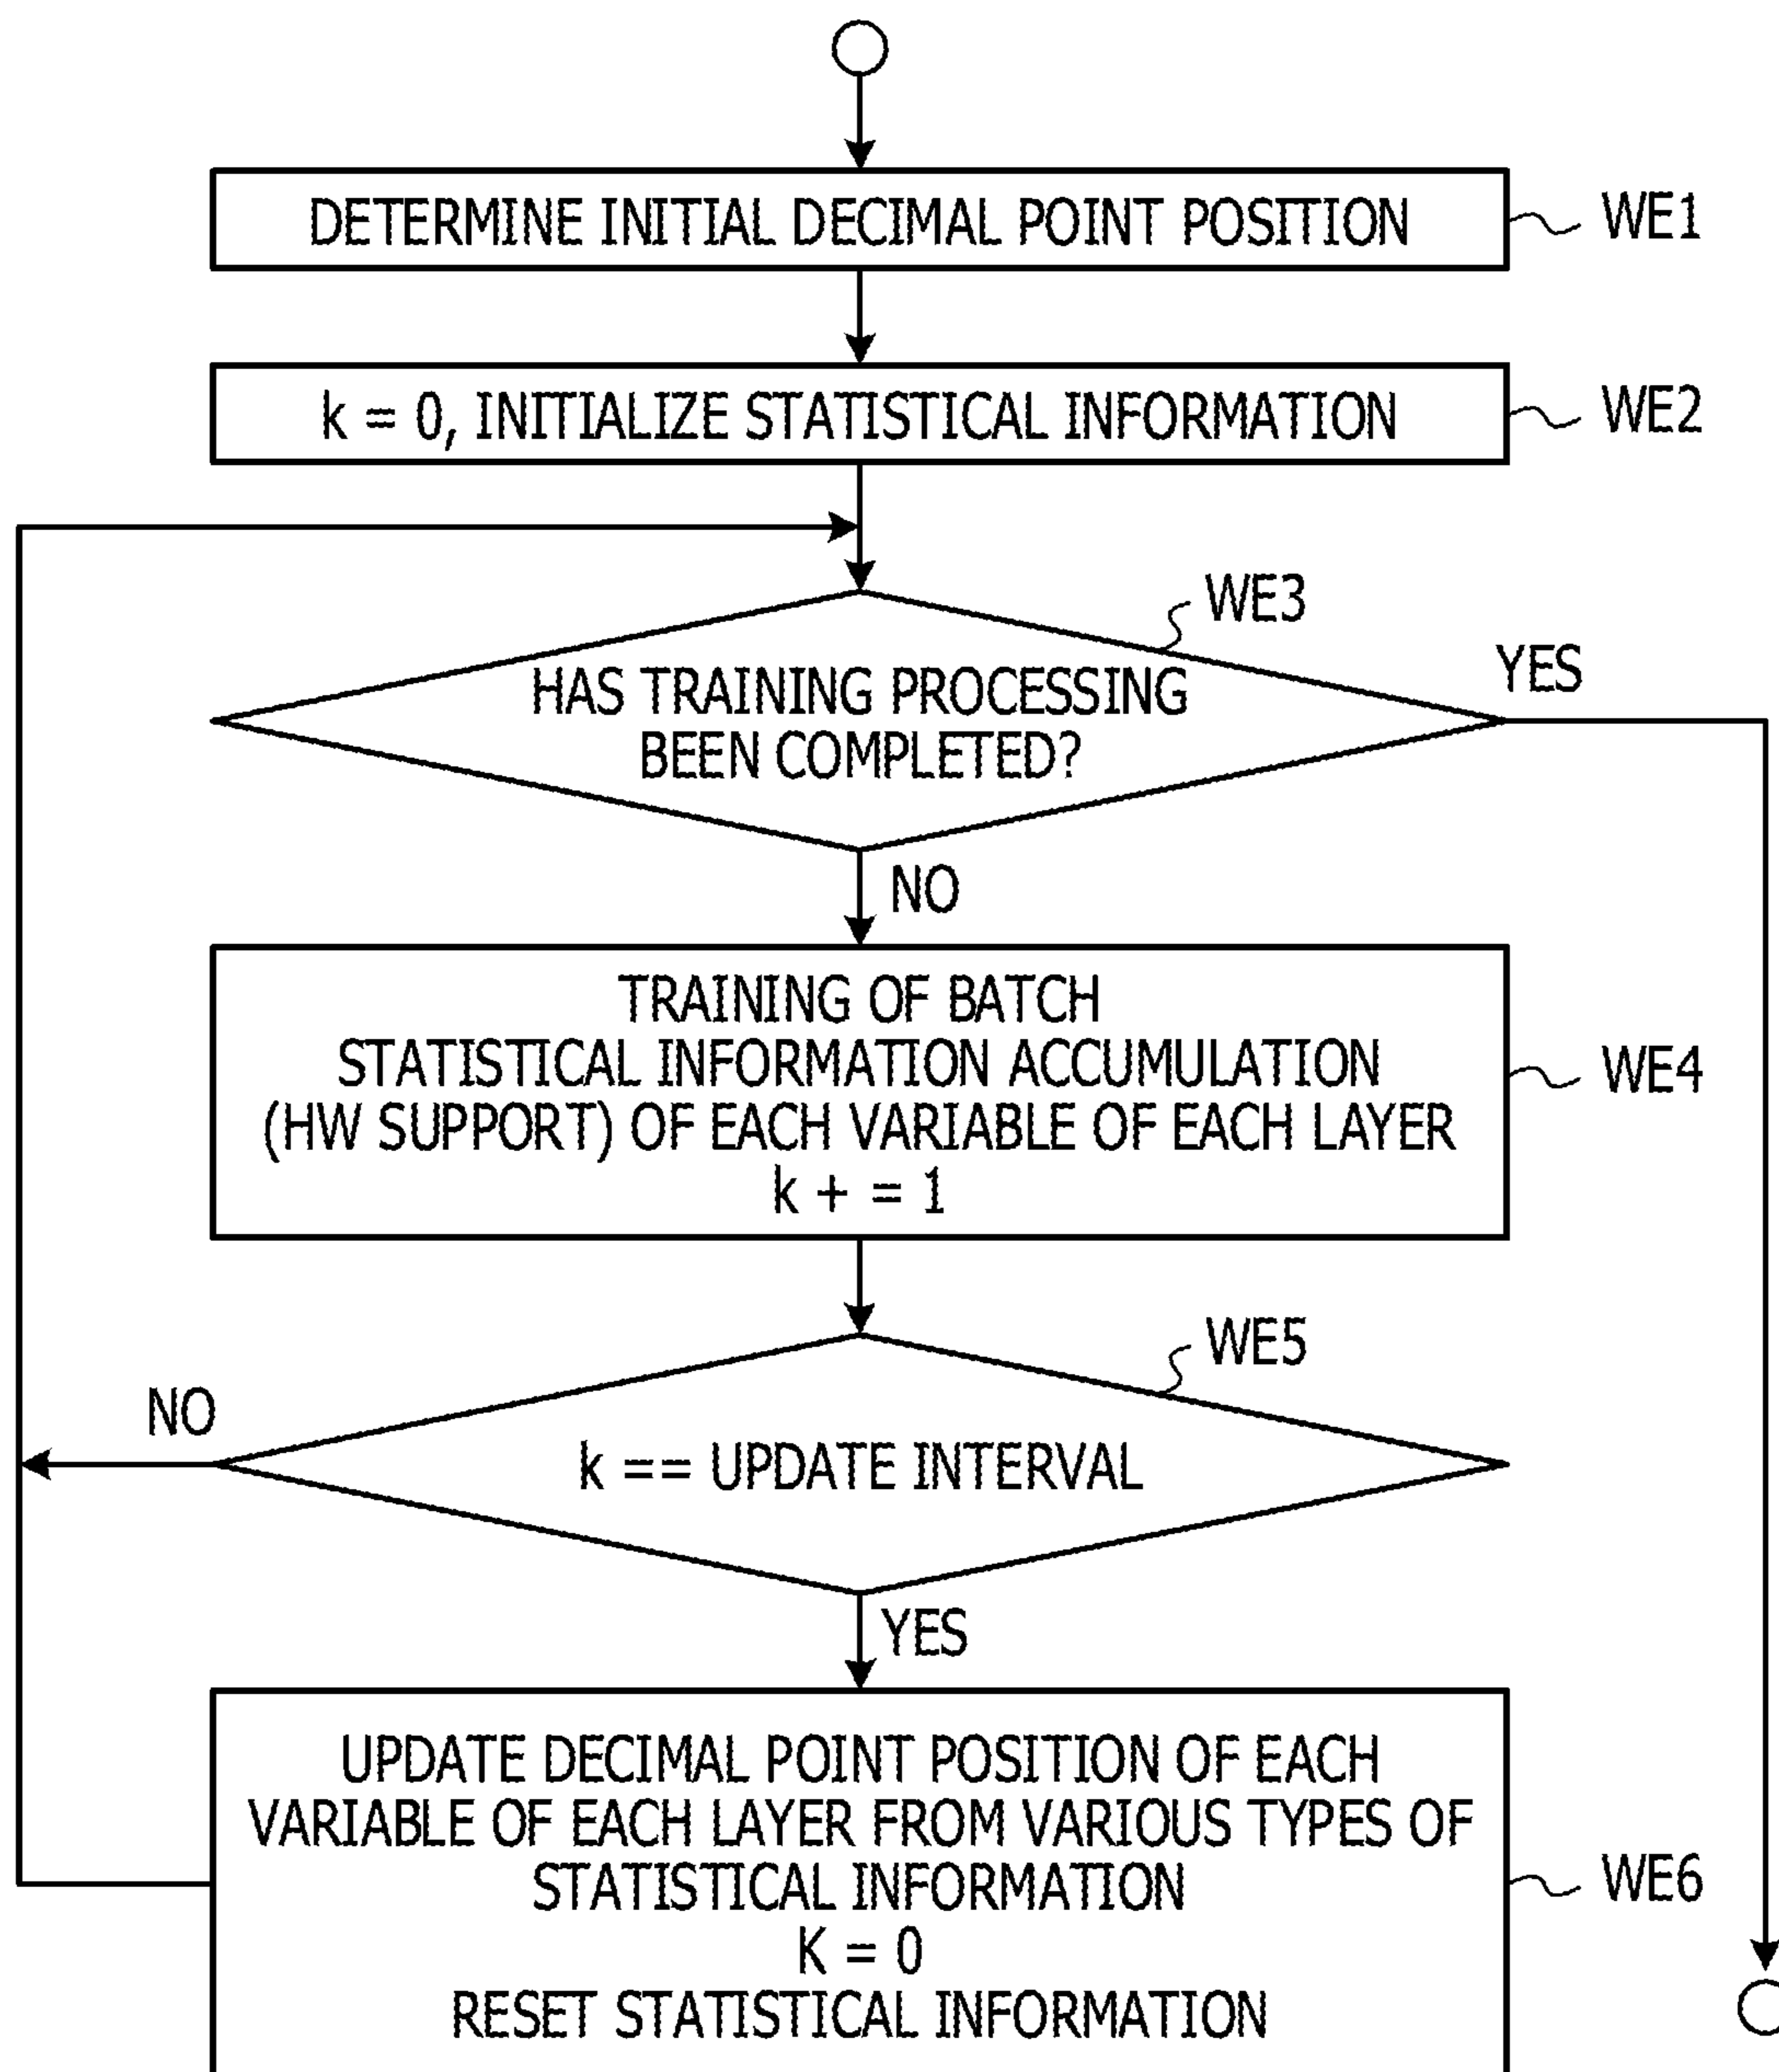 DETERMINE INITIAL DECIMAL POINT POSITION
WE1
k = 0, INITIALIZE STATISTICAL INFORMATION
WE2
WE3
HAS TRAINING PROCESSING
BEEN COMPLETED?
YES
NO
TRAINING OF BATCH
STATISTICAL INFORMATION ACCUMULATION
(HW SUPPORT) OF EACH VARIABLE OF EACH LAYER
k + = 1
WE4
WE5
k == UPDATE INTERVAL
NO
YES
UPDATE DECIMAL POINT POSITION OF EACH
VARIABLE OF EACH LAYER FROM VARIOUS TYPES OF
STATISTICAL INFORMATION
K = 0
RESET STATISTICAL INFORMATION
WE6